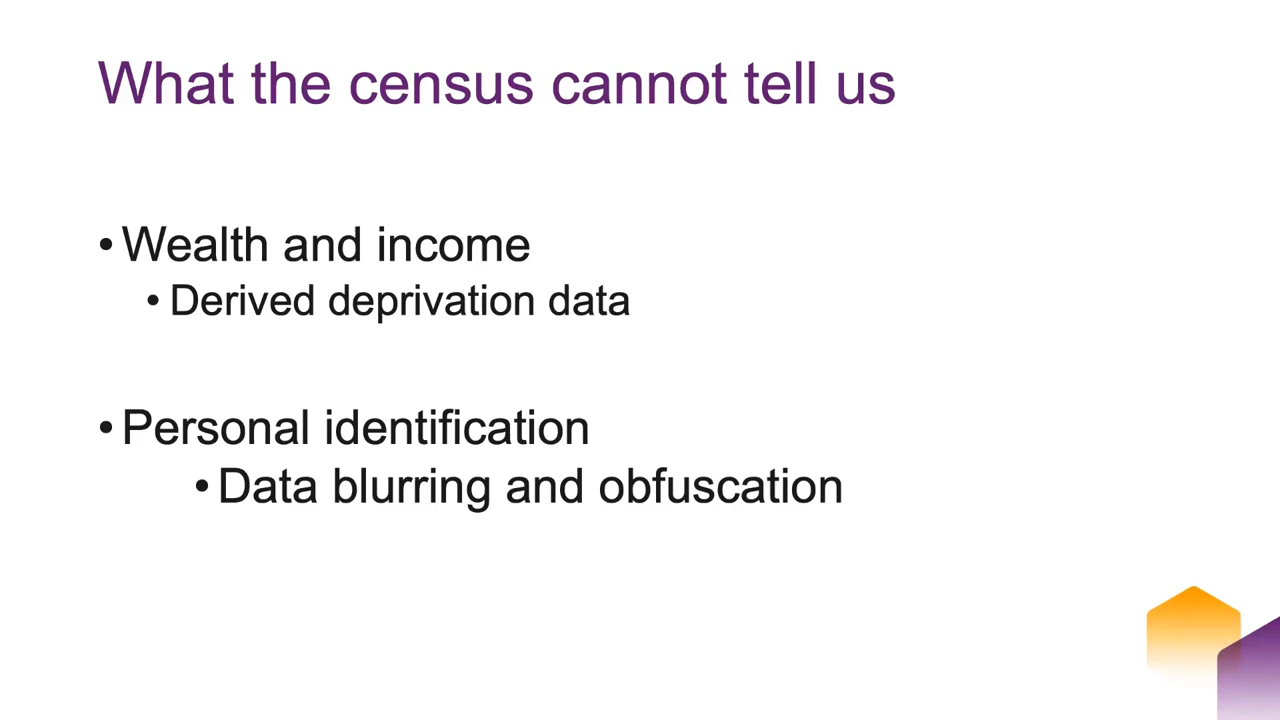 What the census cannot tell us
• Wealth and income
• Derived deprivation data
• Personal identification
• Data blurring and obfuscation